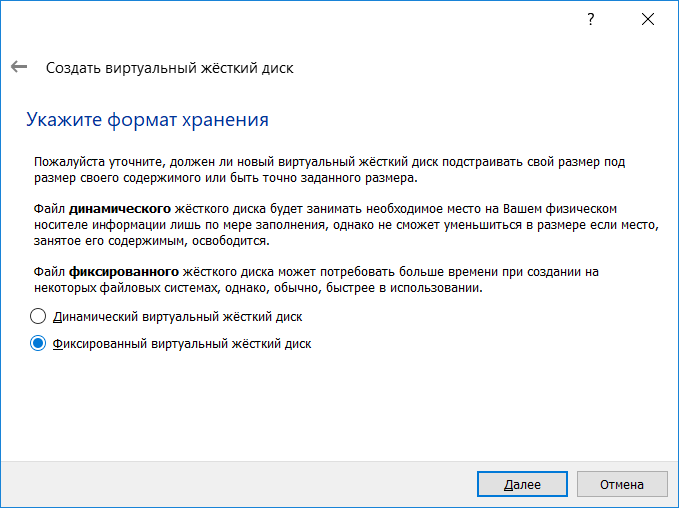 ?
Создать виртуальный жёсткий диск
Укажите формат хранения
Пожалуйста уточните, должен ли новый виртуальный жёсткий диск подстраивать свой размер под
размер своего содержимого или быть точно заданного размера.
Файл динамического жёсткого диска будет занимать необходимое место на Вашем физическом
носителе информации лишь по мере заполнения, однако не сможет уменьшиться в размере если место,
занятое его содержимым, освободится.
Файл фиксированного жёсткого диска может потребовать больше времени при создании на
некоторых файловых системах, однако, обычно, быстрее в использовании.
Динамический виртуальный жёсткий диск
Фиксированный виртуальный жёсткий диск
Далее
Отмена